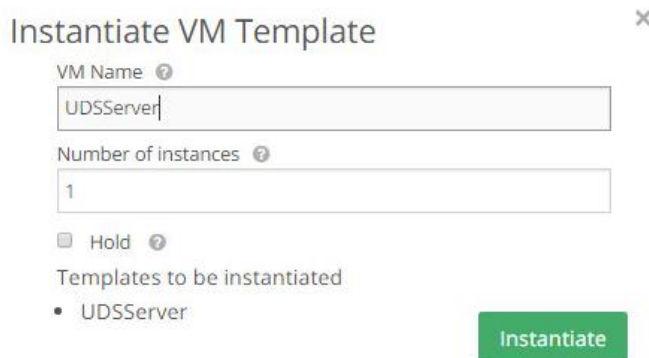 Instantiate VM Template
VM Name
UDSServer
Number of instances
1
Hold
Templates to be instantiated
• UDSServer
Instantiate